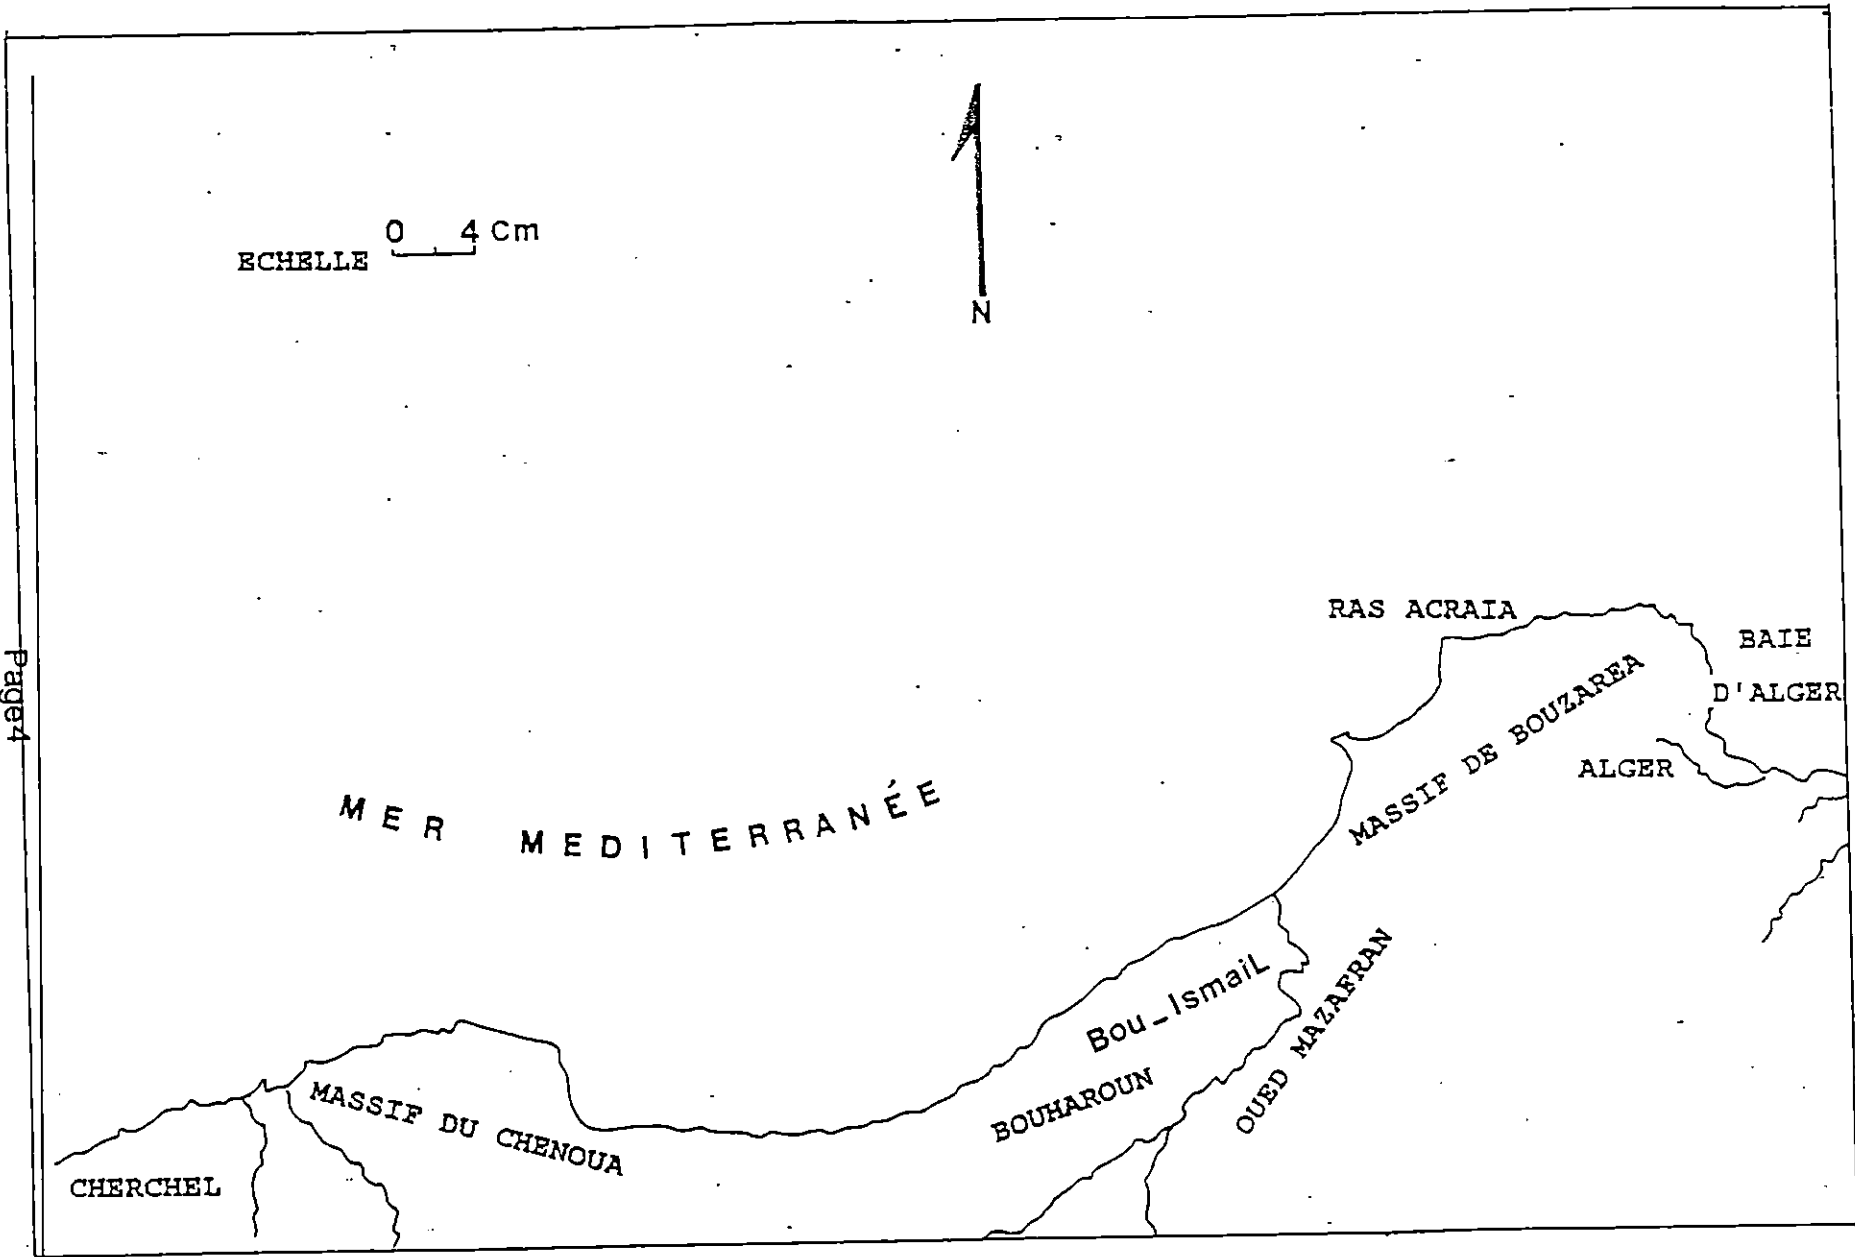 0 4 Cm
ECHELLE
N
RAS ACRAIA
BAIE
D'ALGER
MASSIF DE BOUZAREA
ALGER
MER MEDITERRANÉE
Bou_IsmaiL
OUED MAZAFRAN
BOUHAROUN
MASSIF DU CHENOUA
CHERCHEL
Page4